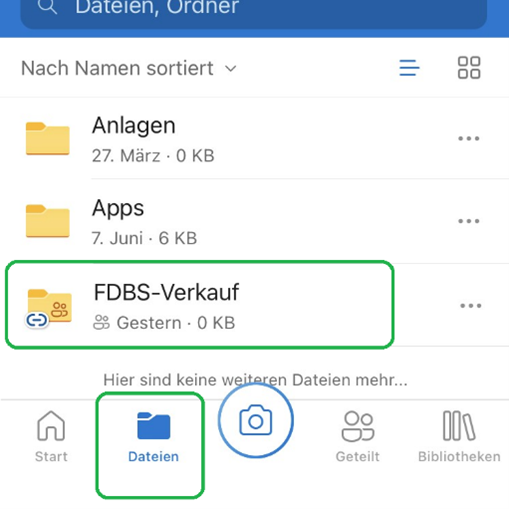 Dateien, Ordner
Nach Namen sortiert
Anlagen
27. März · 0 KB
Apps
7. Juni · 6 KB
FDBS-Verkauf
Gestern · 0 KB
Hier sind keine weiteren Dateien mehr...
Start
Dateien
Geteilt
Bibliotheken